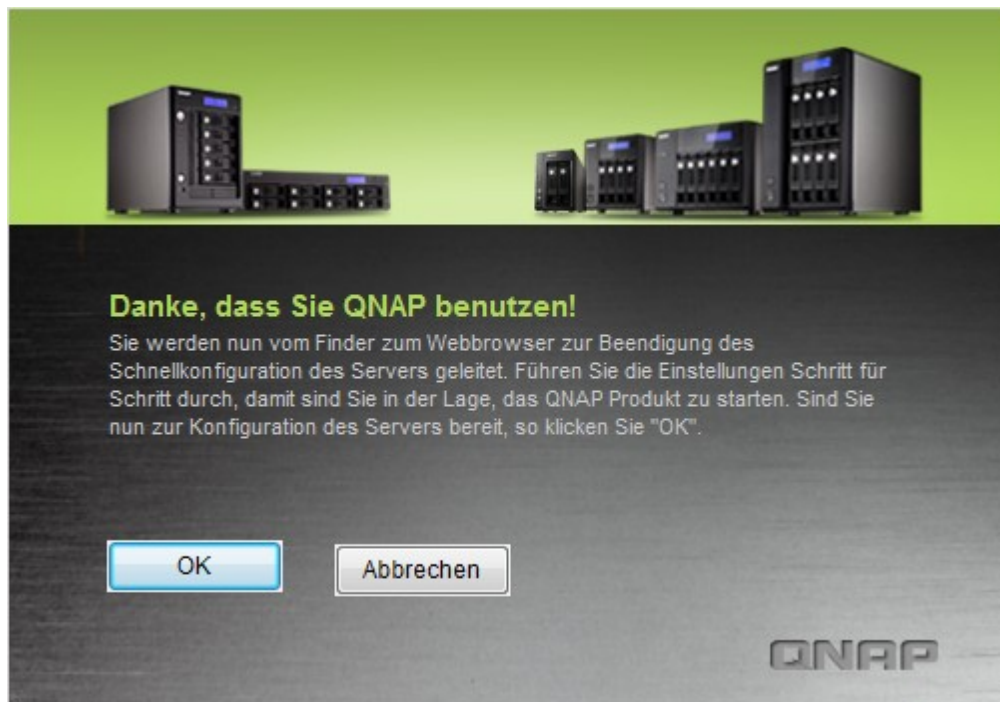 Danke, dass Sie QNAP benutzen!
Sie werden nun vom Finder zum Webbrowser zur Beendigung des
Schnellkonfiguration des Servers geleitet. Führen Sie die Einstellungen Schritt für
Schritt durch, damit sind Sie in der Lage, das QNAP Produkt zu starten. Sind Sie
nun zur Konfiguration des Servers bereit, so klicken Sie "OK".
OK
Abbrechen
QNAP